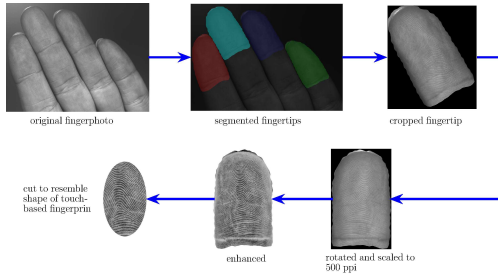 original fingerphoto
segmented fingertips
cropped fingertip
cut to resemble
shape of touch-
based fingerprin
enhanced
rotated and scaled to
500 ppi